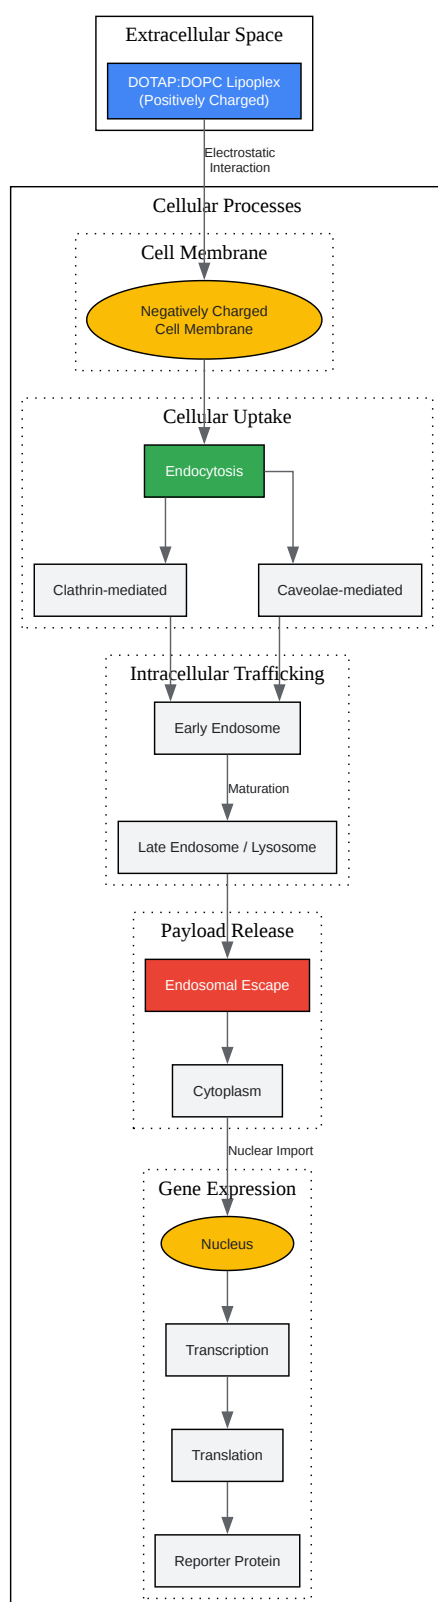 Extracellular Space
DOTAP:DOPC Lipoplex
(Positively Charged)
Electrostatic
Interaction
Cellular Processes
Cell Membrane
Negatively Charged
Cell Membrane
Cellular Uptake
Endocytosis
Clathrin-mediated
Caveolae-mediated
Intracellular Trafficking
Early Endosome
Maturation
Late Endosome / Lysosome
Payload Release
Endosomal Escape
Cytoplasm
Nuclear Import
Gene Expression
Nucleus
Transcription
Translation
Reporter Protein